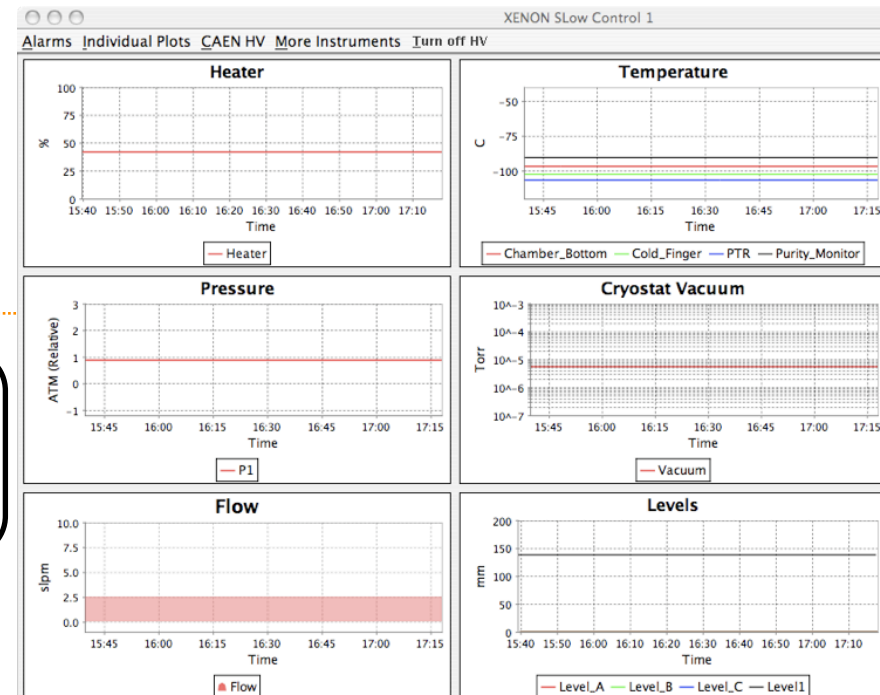 XENON SLow Control 1
Alarms Individual Plots CAEN HV More Instruments Turn off HV
Heater
100
75
50
25
0
%
15:40 15:50 16:00 16:10 16:20 16:30 16:40 16:50 17:00 17:10
Time
Heater
Temperature
-50
-75
-100
C
15:45 16:00 16:15 16:30 16:45 17:00 17:15
Time
Chamber_Bottom Cold_Finger PTR Purity_Monitor
Pressure
3
2
1
0
-1
ATM (Relative)
15:45 16:00 16:15 16:30 16:45 17:00 17:15
Time
P1
Cryostat Vacuum
10^-3
10^-4
10^-5
10^-6
10^-7
Torr
15:45 16:00 16:15 16:30 16:45 17:00 17:15
Time
Vacuum
Flow
10.0
7.5
5.0
2.5
0.0
slpm
15:45 16:00 16:15 16:30 16:45 17:00 17:15
Time
Flow
Levels
200
150
100
50
0
mm
15:40 15:50 16:00 16:10 16:20 16:30 16:40 16:50 17:00 17:10
Time
Level_A Level_B Level_C Level1